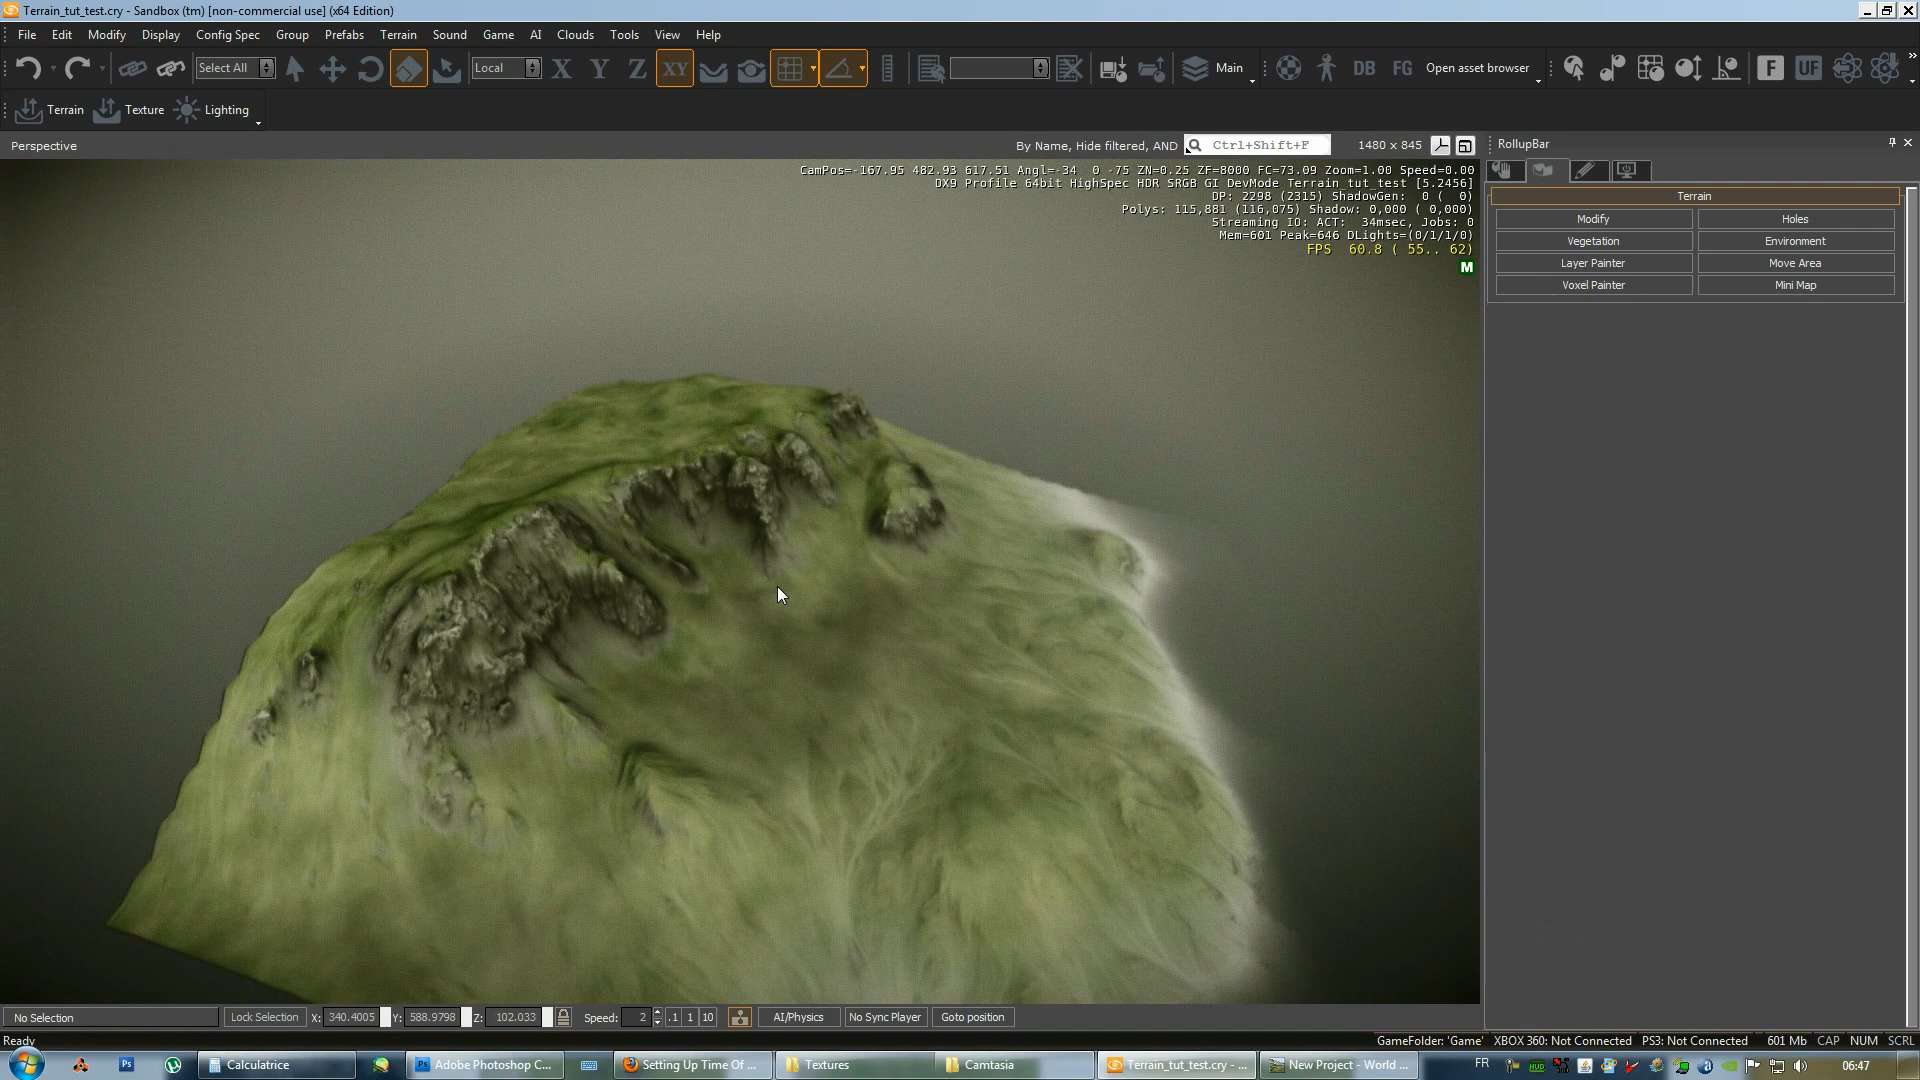 Terrain_tut_test.cry - Sandbox (tm) [non-commercial use] (x64 Edition)
File Edit Modify Display Config Spec Group Prefabs Terrain Sound Game AI Clouds Tools View Help
Select All Local X Y Z XY Main DB FG Open asset browser F UF
Terrain Texture Lighting
Perspective By Name, Hide filtered, AND Ctrl+Shift+F 1480 x 845 RollupBar
CamPos=-167.95 482.93 617.51 Angl=-34 0 -75 ZN=0.25 ZF=8000 FC=73.09 Zoom=1.00 Speed=0.00
DX9 Profile 64bit HighSpec HDR SRGB GI DevMode Terrain_tut_test [5.2456]
DP: 2298 (2315) ShadowGen: 0 ( 0)
Polys: 115,881 (116,075) Shadow: 0,000 ( 0,000)
Streaming IO: ACT: 34msec, Jobs: 0
Mem=601 Peak=646 DLights=(0/1/1/0)
FPS 60.8 ( 55.. 62)
M
Terrain
Modify Holes
Vegetation Environment
Layer Painter Move Area
Voxel Painter Mini Map
No Selection Lock Selection X: 340.4005 Y: 588.9798 Z: 102.033 Speed: 2 .1 1 10 AI/Physics No Sync Player Goto position
Ready GameFolder: 'Game' XBOX 360: Not Connected PS3: Not Connected 601 Mb CAP NUM SCRL
Ps Calculatrice Ps Adobe Photoshop C... Setting Up Time Of ... Textures Camtasia Terrain_tut_test.cry - ... New Project - World ... FR 06:47